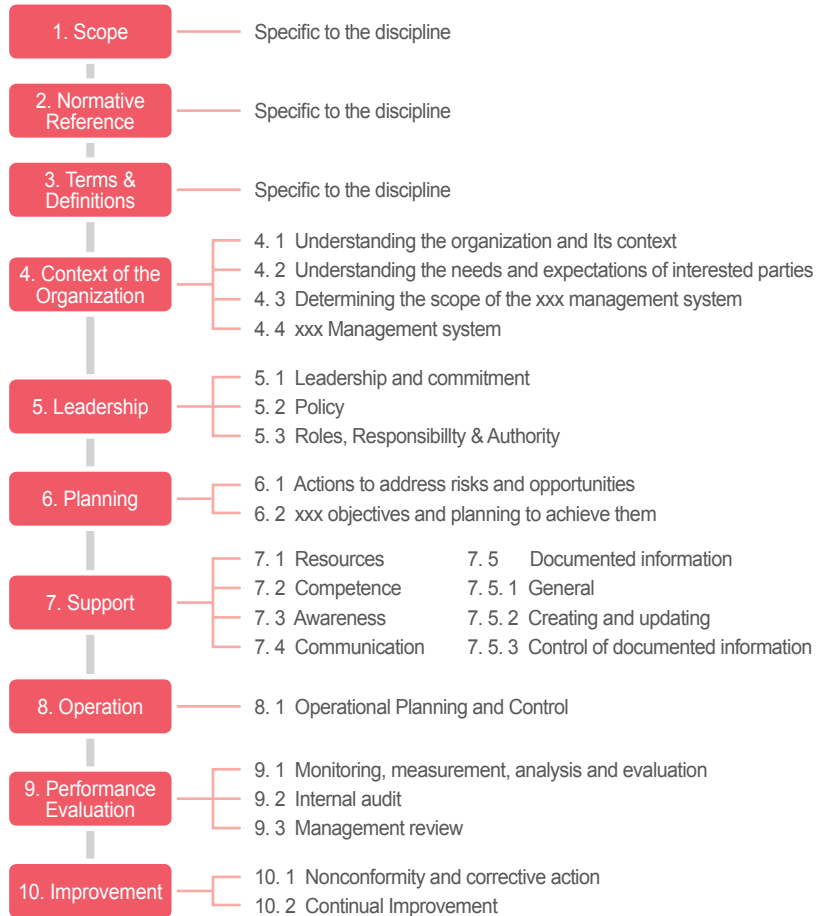 1. Scope
Specific to the discipline
2. Normative
Reference
Specific to the discipline
3. Terms &
Definitions
Specific to the discipline
4. Context of the
Organization
4. 1 Understanding the organization and Its context
4. 2 Understanding the needs and expectations of interested parties
4. 3 Determining the scope of the xxx management system
4. 4 xxx Management system
5. Leadership
5. 1 Leadership and commitment
5. 2 Policy
5. 3 Roles, Responsibillty & Authority
6. Planning
6. 1 Actions to address risks and opportunities
6. 2 xxx objectives and planning to achieve them
7. Support
7. 1 Resources
7. 2 Competence
7. 3 Awareness
7. 4 Communication
7. 5 Documented information
7. 5. 1 General
7. 5. 2 Creating and updating
7. 5. 3 Control of documented information
8. Operation
8. 1 Operational Planning and Control
9. Performance
Evaluation
9. 1 Monitoring, measurement, analysis and evaluation
9. 2 Internal audit
9. 3 Management review
10. Improvement
10. 1 Nonconformity and corrective action
10. 2 Continual Improvement